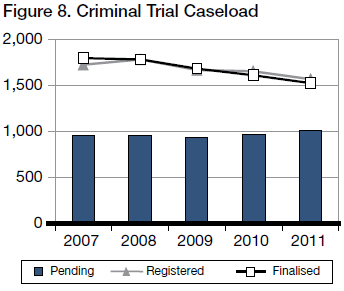 Figure 8. Criminal Trial Caseload
2,000
1,500
1,000
500
0
2007 2008 2009 2010 2011
Pending Registered Finalised